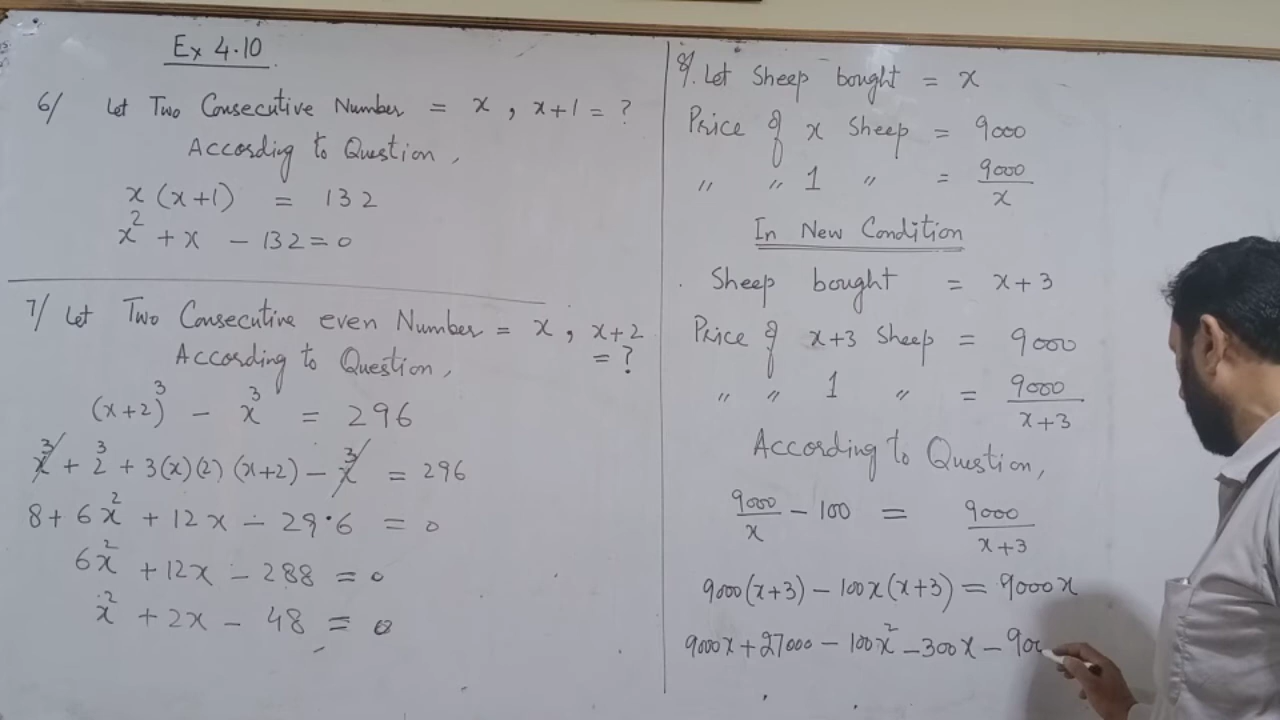 Ex 4.10
6/ Let Two Consecutive Number = x , x+1 = ?
According to Question,
x (x+1) = 132
x² + x - 132 = 0
7/ Let Two Consecutive even Number = x , x+2
= ?
According to Question,
(x+2)³ - x³ = 296
x³ + 2³ + 3(x)(2)(x+2) - x³ = 296
8 + 6x² + 12x - 296 = 0
6x² + 12x - 288 = 0
x² + 2x - 48 = 0
8/. Let Sheep bought = x
Price of x Sheep = 9000
〃 〃 1 〃 = 9000/x
In New Condition
Sheep bought = x+3
Price of x+3 Sheep = 9000
〃 〃 1 〃 = 9000/(x+3)
According to Question,
9000/x - 100 = 9000/(x+3)
9000(x+3) - 100x(x+3) = 9000x
9000x + 27000 - 100x² - 300x - 900